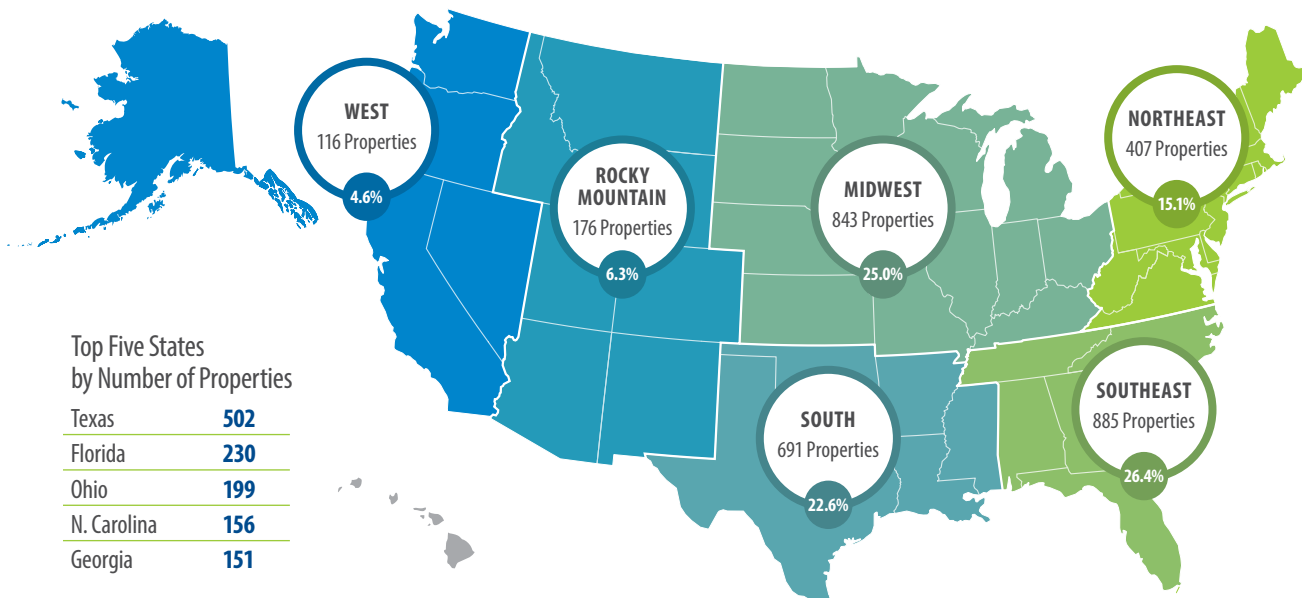 WEST
116 Properties
4.6%
ROCKY
MOUNTAIN
176 Properties
6.3%
MIDWEST
843 Properties
25.0%
NORTHEAST
407 Properties
15.1%
SOUTH
691 Properties
22.6%
SOUTHEAST
885 Properties
26.4%
Top Five States
by Number of Properties
Texas 502
Florida 230
Ohio 199
N. Carolina 156
Georgia 151